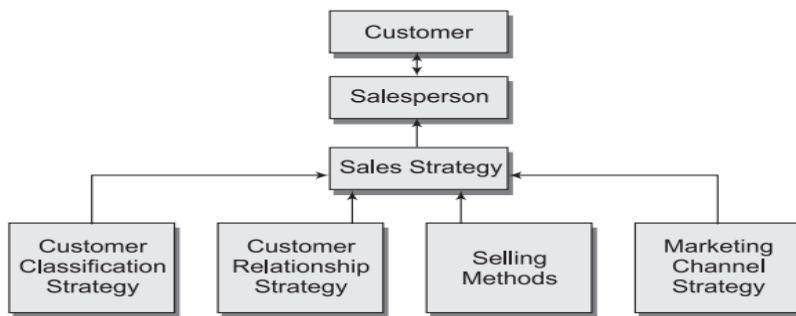 Customer
Salesperson
Sales Strategy
Customer
Classification
Strategy
Customer
Relationship
Strategy
Selling
Methods
Marketing
Channel
Strategy